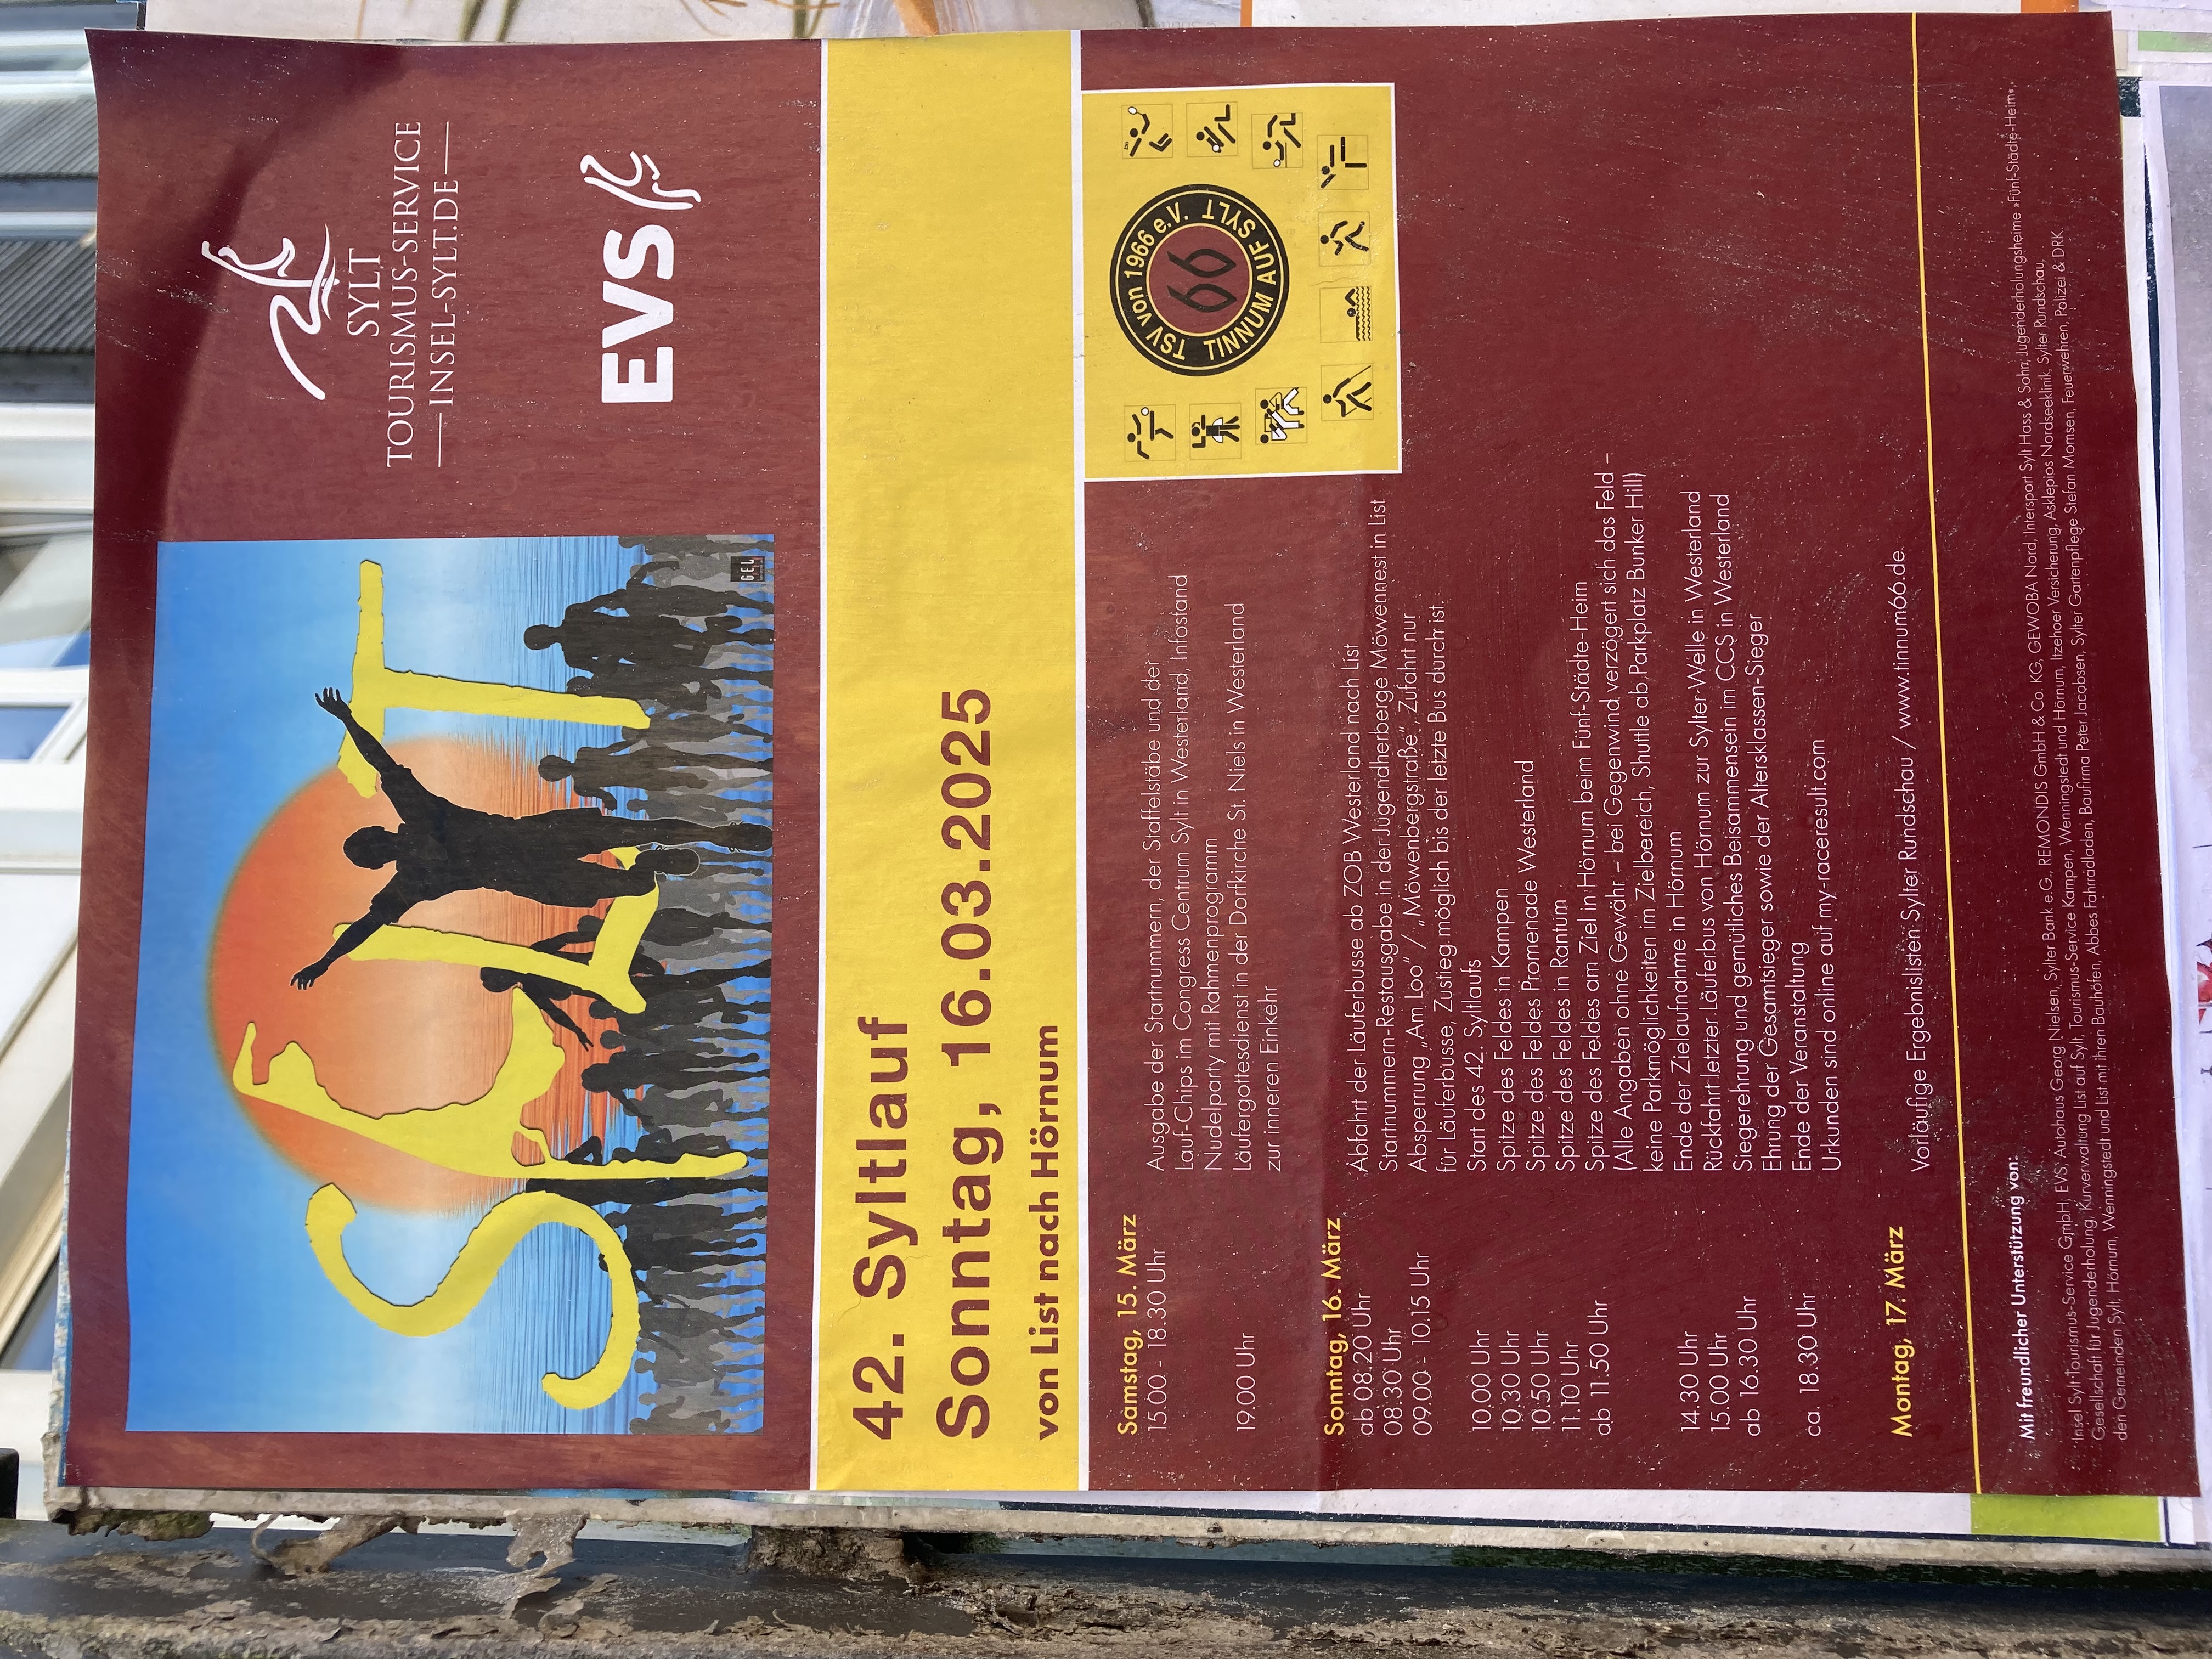 SYLT
G.E.L
SYLT
TOURISMUS-SERVICE
INSEL-SYLT.DE
EVS
42. Syltlauf
Sonntag, 16.03.2025
von List nach Hörnum
TSV von 1966 e.V.
TINNUM AUF SYLT
66
Samstag, 15. März
15.00 - 18.30 Uhr Ausgabe der Startnummern, der Staffelstäbe und der
Lauf-Chips im Congress Centrum Sylt in Westerland, Infostand
Nudelparty mit Rahmenprogramm
19.00 Uhr Läufergottesdienst in der Dorfkirche St. Niels in Westerland
zur inneren Einkehr
Sonntag, 16. März
ab 08.20 Uhr Abfahrt der Läuferbusse ab ZOB Westerland nach List
08.30 Uhr Startnummern-Restausgabe in der Jugendherberge Möwennest in List
09.00 - 10.15 Uhr Absperrung „Am Loo“ / „Möwenbergstraße“, Zufahrt nur
für Läuferbusse, Zustieg möglich bis der letzte Bus durch ist.
10.00 Uhr Start des 42. Syltlaufs
10.30 Uhr Spitze des Feldes in Kampen
10.50 Uhr Spitze des Feldes Promenade Westerland
11.10 Uhr Spitze des Feldes in Rantum
ab 11.50 Uhr Spitze des Feldes am Ziel in Hörnum beim Fünf-Städte-Heim
(Alle Angaben ohne Gewähr – bei Gegenwind verzögert sich das Feld –
keine Parkmöglichkeiten im Zielbereich, Shuttle ab Parkplatz Bunker Hill)
14.30 Uhr Ende der Zielaufnahme in Hörnum
15.00 Uhr Rückfahrt letzter Läuferbus von Hörnum zur Sylter-Welle in Westerland
ab 16.30 Uhr Siegerehrung und gemütliches Beisammensein im CCS in Westerland
Ehrung der Gesamtsieger sowie der Altersklassen-Sieger
ca. 18.30 Uhr Ende der Veranstaltung
Urkunden sind online auf my-raceresult.com
Montag, 17. März Vorläufige Ergebnislisten Sylter Rundschau / www.tinnum66.de
Mit freundlicher Unterstützung von:
Insel Sylt Tourismus-Service GmbH, EVS, Autohaus Georg Nielsen, Sylter Bank e.G., REMONDIS GmbH & Co. KG, GEWOBA Nord, Intersport Sylt Hass & Sohn, Jugenderholungsheime »Fünf-Städte-Heim«,
Gesellschaft für Jugenderholung, Kurverwaltung List auf Sylt, Tourismus-Service Kampen, Wenningstedt und Hörnum, Itzehoer Versicherung, Asklepios Nordseeklinik, Sylter Rundschau,
den Gemeinden Sylt, Hörnum, Wenningstedt und List mit ihren Bauhöfen, Abbes Fahrradladen, Baufirma Peter Jacobsen, Sylter Gartenpflege Stefan Momsen, Feuerwehren, Polizei & DRK